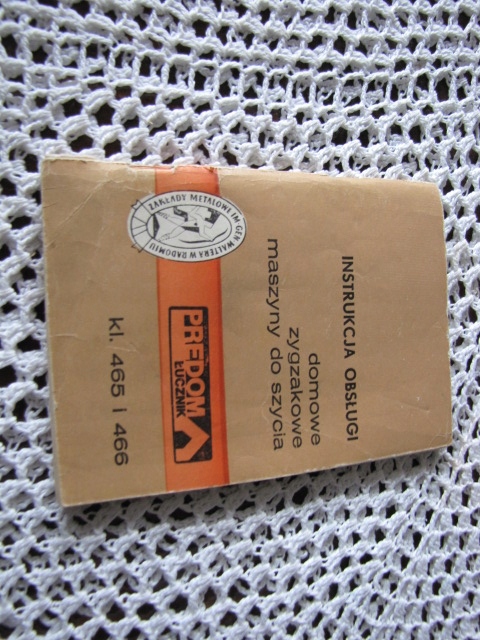 INSTRUKCJA OBSŁUGI
domowe
zygzakowe
maszyny do szycia
ZAKŁADY METALOWE IM. GEN. WALTERA W RADOMIU
PREDOM
ŁUCZNIK
kl. 465 i 466